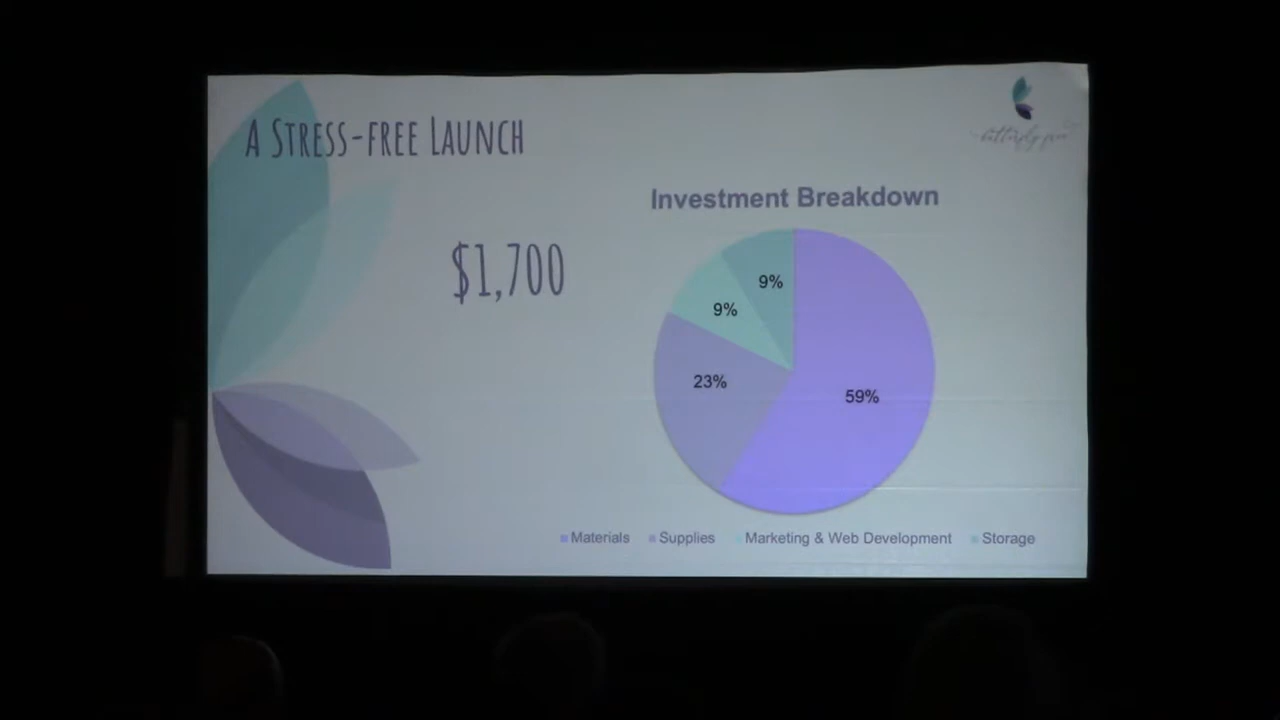 A STRESS-FREE LAUNCH
Investment Breakdown
$1,700
9%
9%
23%
59%
Materials Supplies Marketing & Web Development Storage